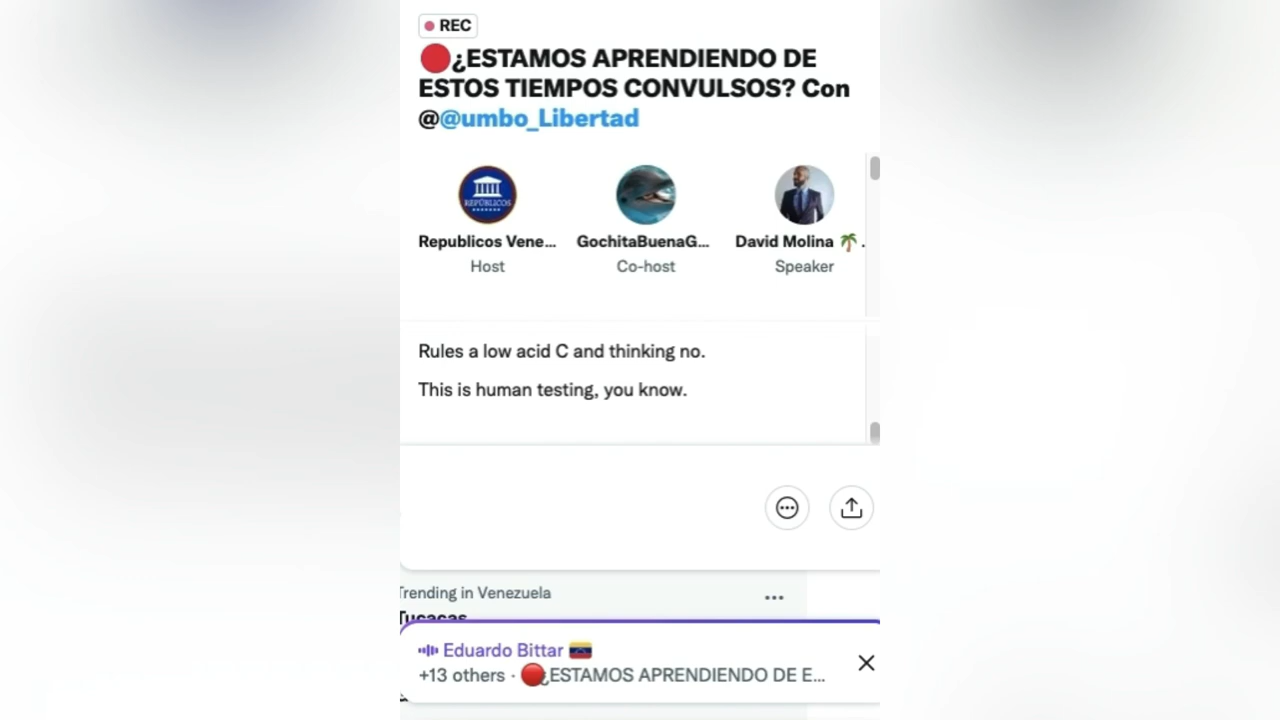 REC
🔴¿ESTAMOS APRENDIENDO DE
ESTOS TIEMPOS CONVULSOS? Con
@@umbo_Libertad
REPÚBLICOS
Republicos Vene...
GochitaBuenaG...
David Molina 🌴.
Host
Co-host
Speaker
Rules a low acid C and thinking no.
This is human testing, you know.
Trending in Venezuela
Tucacas
Eduardo Bittar 🇻🇪
+13 others · 🔴¿ESTAMOS APRENDIENDO DE E...